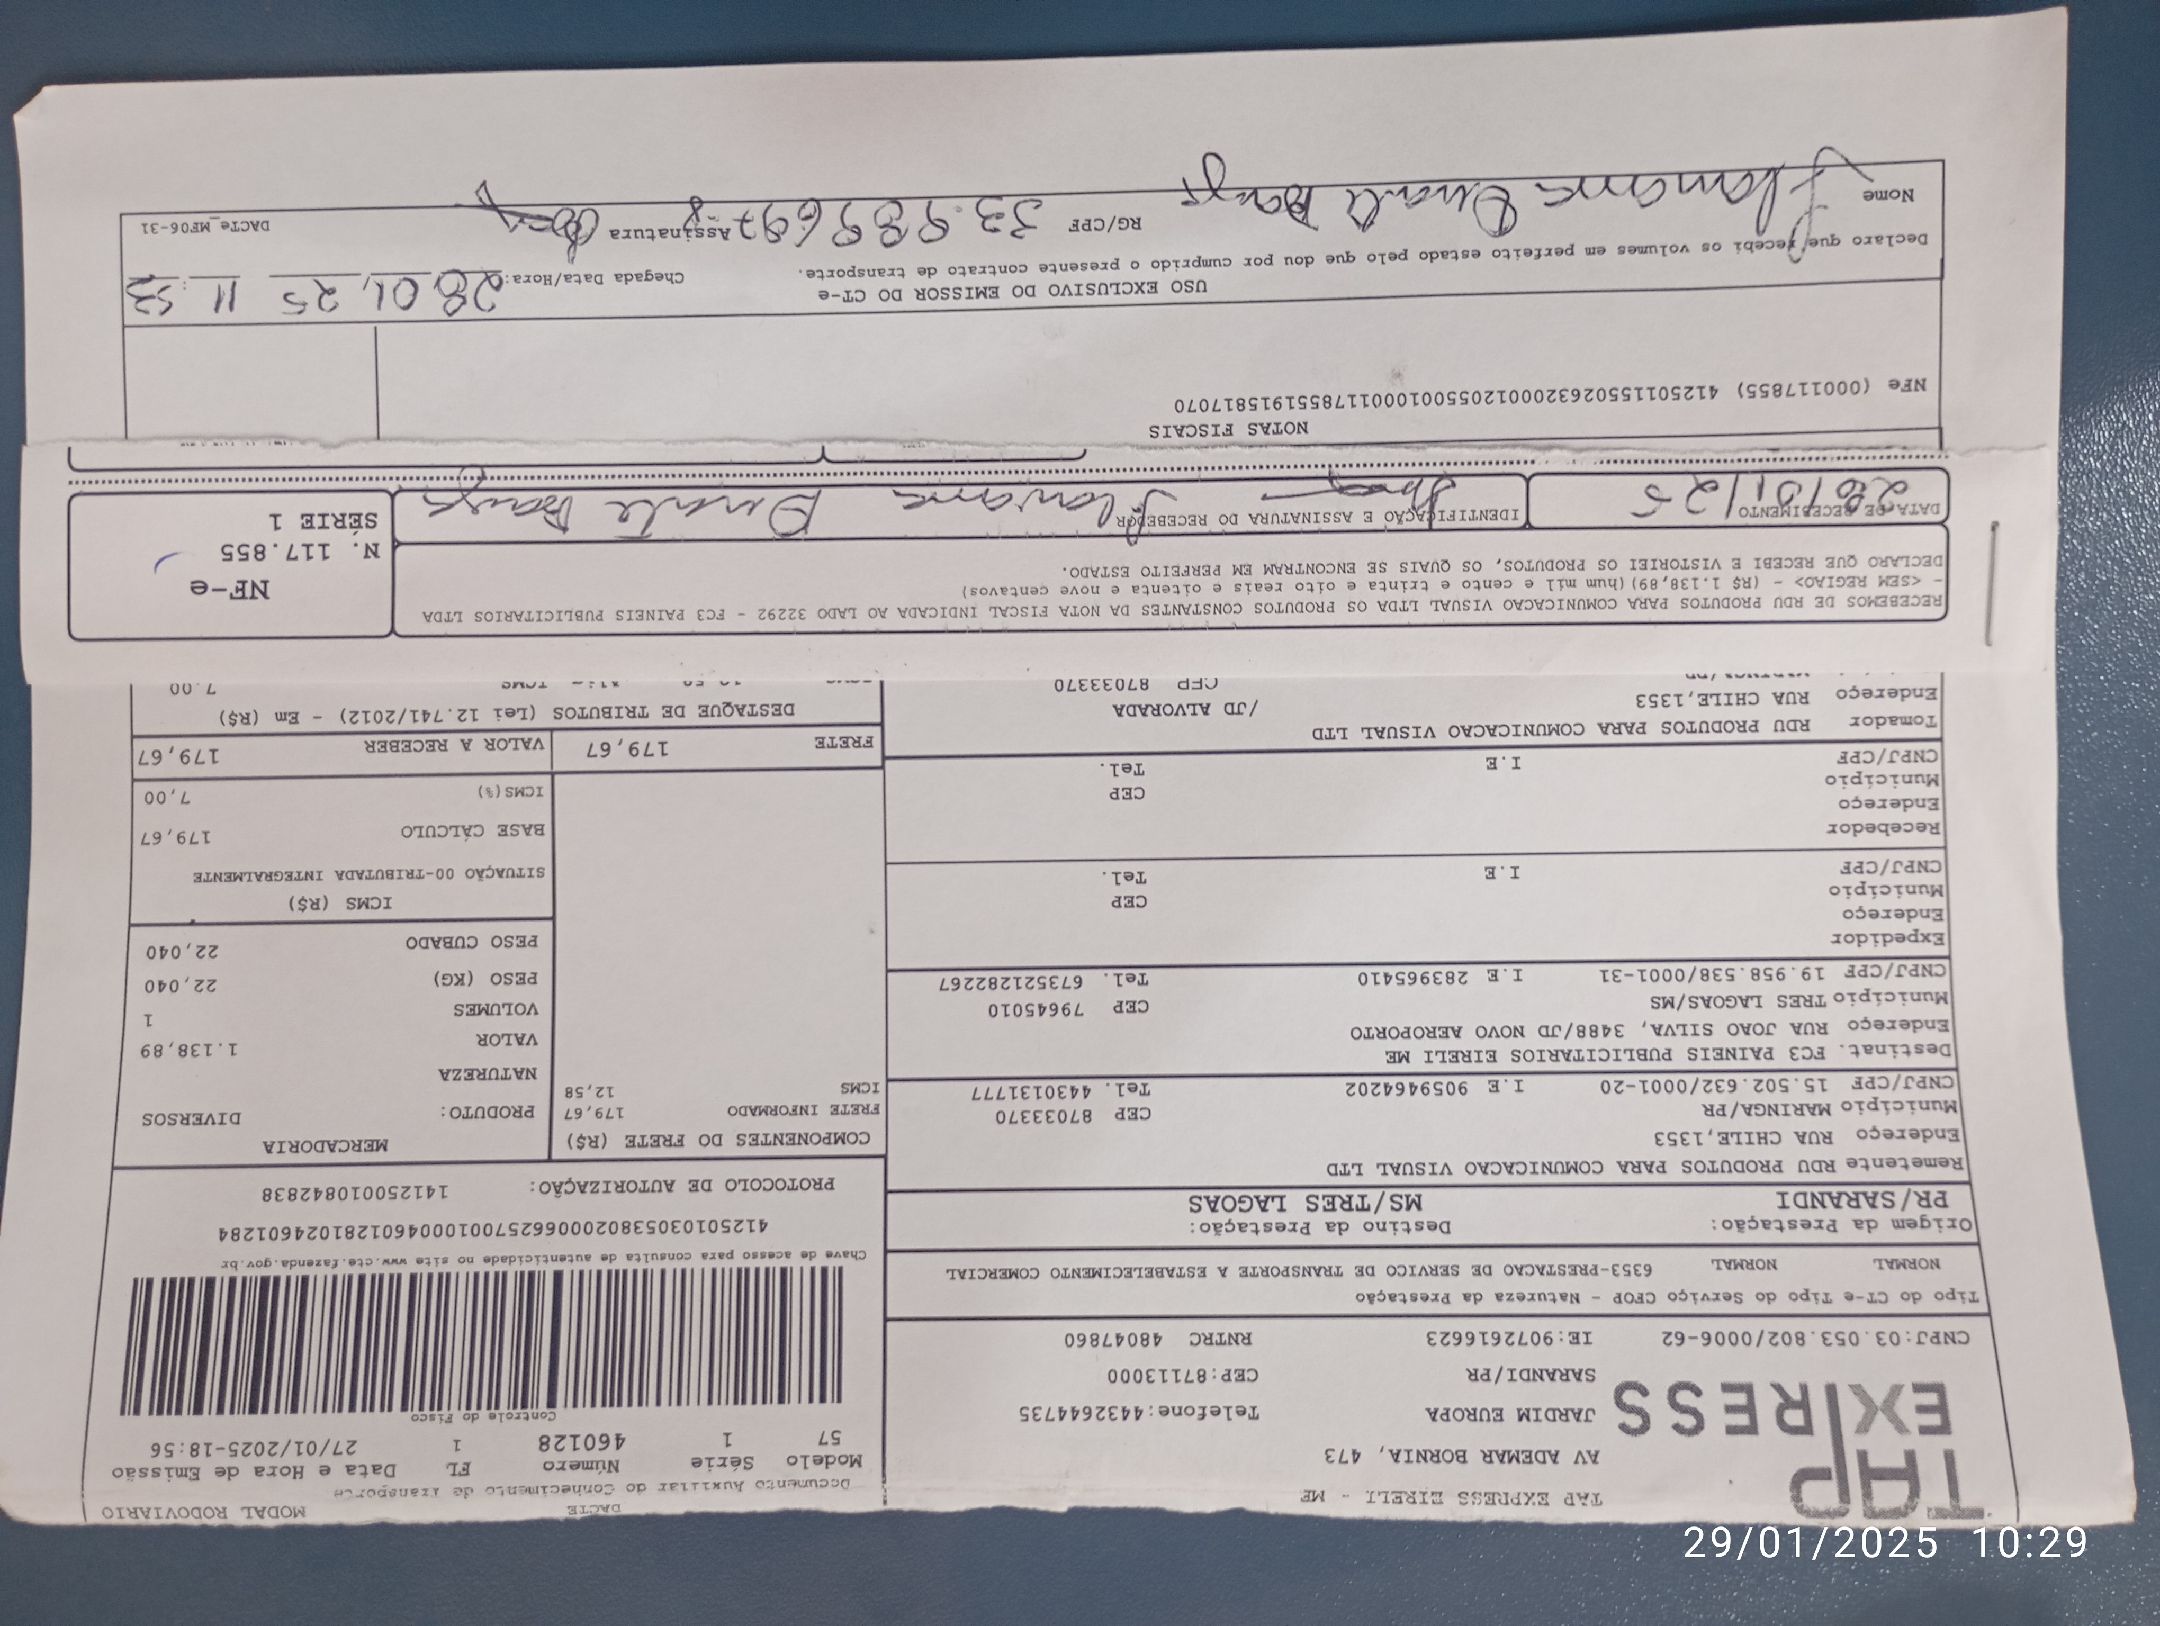 TAP
EXPRESS
TAP EXPRESS EIRELI - ME
AV ADEMAR BORNIA, 473
JARDIM EUROPA Telefone:4432644735
SARANDI/PR CEP:87113000
CNPJ:03.053.802/0006-62 IE:9072616623 RNTRC 48047860
Tipo do CT-e Tipo do Serviço CFOP - Natureza da Prestação
NORMAL NORMAL 6353-PRESTACAO DE SERVICO DE TRANSPORTE A ESTABELECIMENTO COMERCIAL
Origem da Prestação: Destino da Prestação:
PR/SARANDI MS/TRES LAGOAS
DACTE MODAL RODOVIARIO
Documento Auxiliar do Conhecimento de Transporte
Modelo Série Número FL Data e Hora de Emissão
57 1 460128 1 27/01/2025-18:56
Controle do Fisco
Chave de acesso para consulta de autenticidade no site www.cte.fazenda.gov.br
41250103053802000662570010004601281024601284
PROTOCOLO DE AUTORIZAÇÃO: 141250010842838
Remetente RDU PRODUTOS PARA COMUNICACAO VISUAL LTD
Endereço RUA CHILE,1353
Município MARINGA/PR CEP 87033370
CNPJ/CPF 15.502.632/0001-20 I.E 9059464202 Tel. 4430131777
Destinat. FC3 PAINEIS PUBLICITARIOS EIRELI ME
Endereço RUA JOAO SILVA, 3488/JD NOVO AEROPORTO
Município TRES LAGOAS/MS CEP 79645010
CNPJ/CPF 19.958.538/0001-31 I.E 283965410 Tel. 673521282267
Expedidor
Endereço
Município CEP
CNPJ/CPF I.E Tel.
Recebedor
Endereço
Município CEP
CNPJ/CPF I.E Tel.
Tomador RDU PRODUTOS PARA COMUNICACAO VISUAL LTD
Endereço RUA CHILE,1353 /JD ALVORADA
CEP 87033370
COMPONENTES DO FRETE (R$)
FRETE INFORMADO 179,67
ICMS 12,58
FRETE 179,67
MERCADORIA
PRODUTO: DIVERSOS
NATUREZA
VALOR 1.138,89
VOLUMES 1
PESO (KG) 22,040
PESO CUBADO 22,040
ICMS (R$)
SITUAÇÃO 00-TRIBUTADA INTEGRALMENTE
BASE CÁLCULO 179,67
ICMS(%) 7,00
VALOR A RECEBER 179,67
DESTAQUE DE TRIBUTOS (Lei 12.741/2012) - Em (R$)
7.00
RECEBEMOS DE RDU PRODUTOS PARA COMUNICACAO VISUAL LTDA OS PRODUTOS CONSTANTES DA NOTA FISCAL INDICADA AO LADO 32292 - FC3 PAINEIS PUBLICITARIOS LTDA
- <SEM REGIAO> - (R$ 1.138,89) (hum mil e cento e trinta e oito reais e oitenta e nove centavos)
DECLARO QUE RECEBI E VISTORIEI OS PRODUTOS, OS QUAIS SE ENCONTRAM EM PERFEITO ESTADO.
DATA DE RECEBIMENTO IDENTIFICAÇÃO E ASSINATURA DO RECEBEDOR
28/01/25
NF-e
N. 117.855
SÉRIE 1
NOTAS FISCAIS
NFe (000117855) 41250115502632000120550010001178551915817070
USO EXCLUSIVO DO EMISSOR DO CT-e
Declaro que recebi os volumes em perfeito estado pelo que dou por cumprido o presente contrato de transporte.
Chegada Data/Hora: 28,01,25 11:53
Nome RG/CPF 33.989697-8 Assinatura
DACTe_MF06-31
29/01/2025 10:29